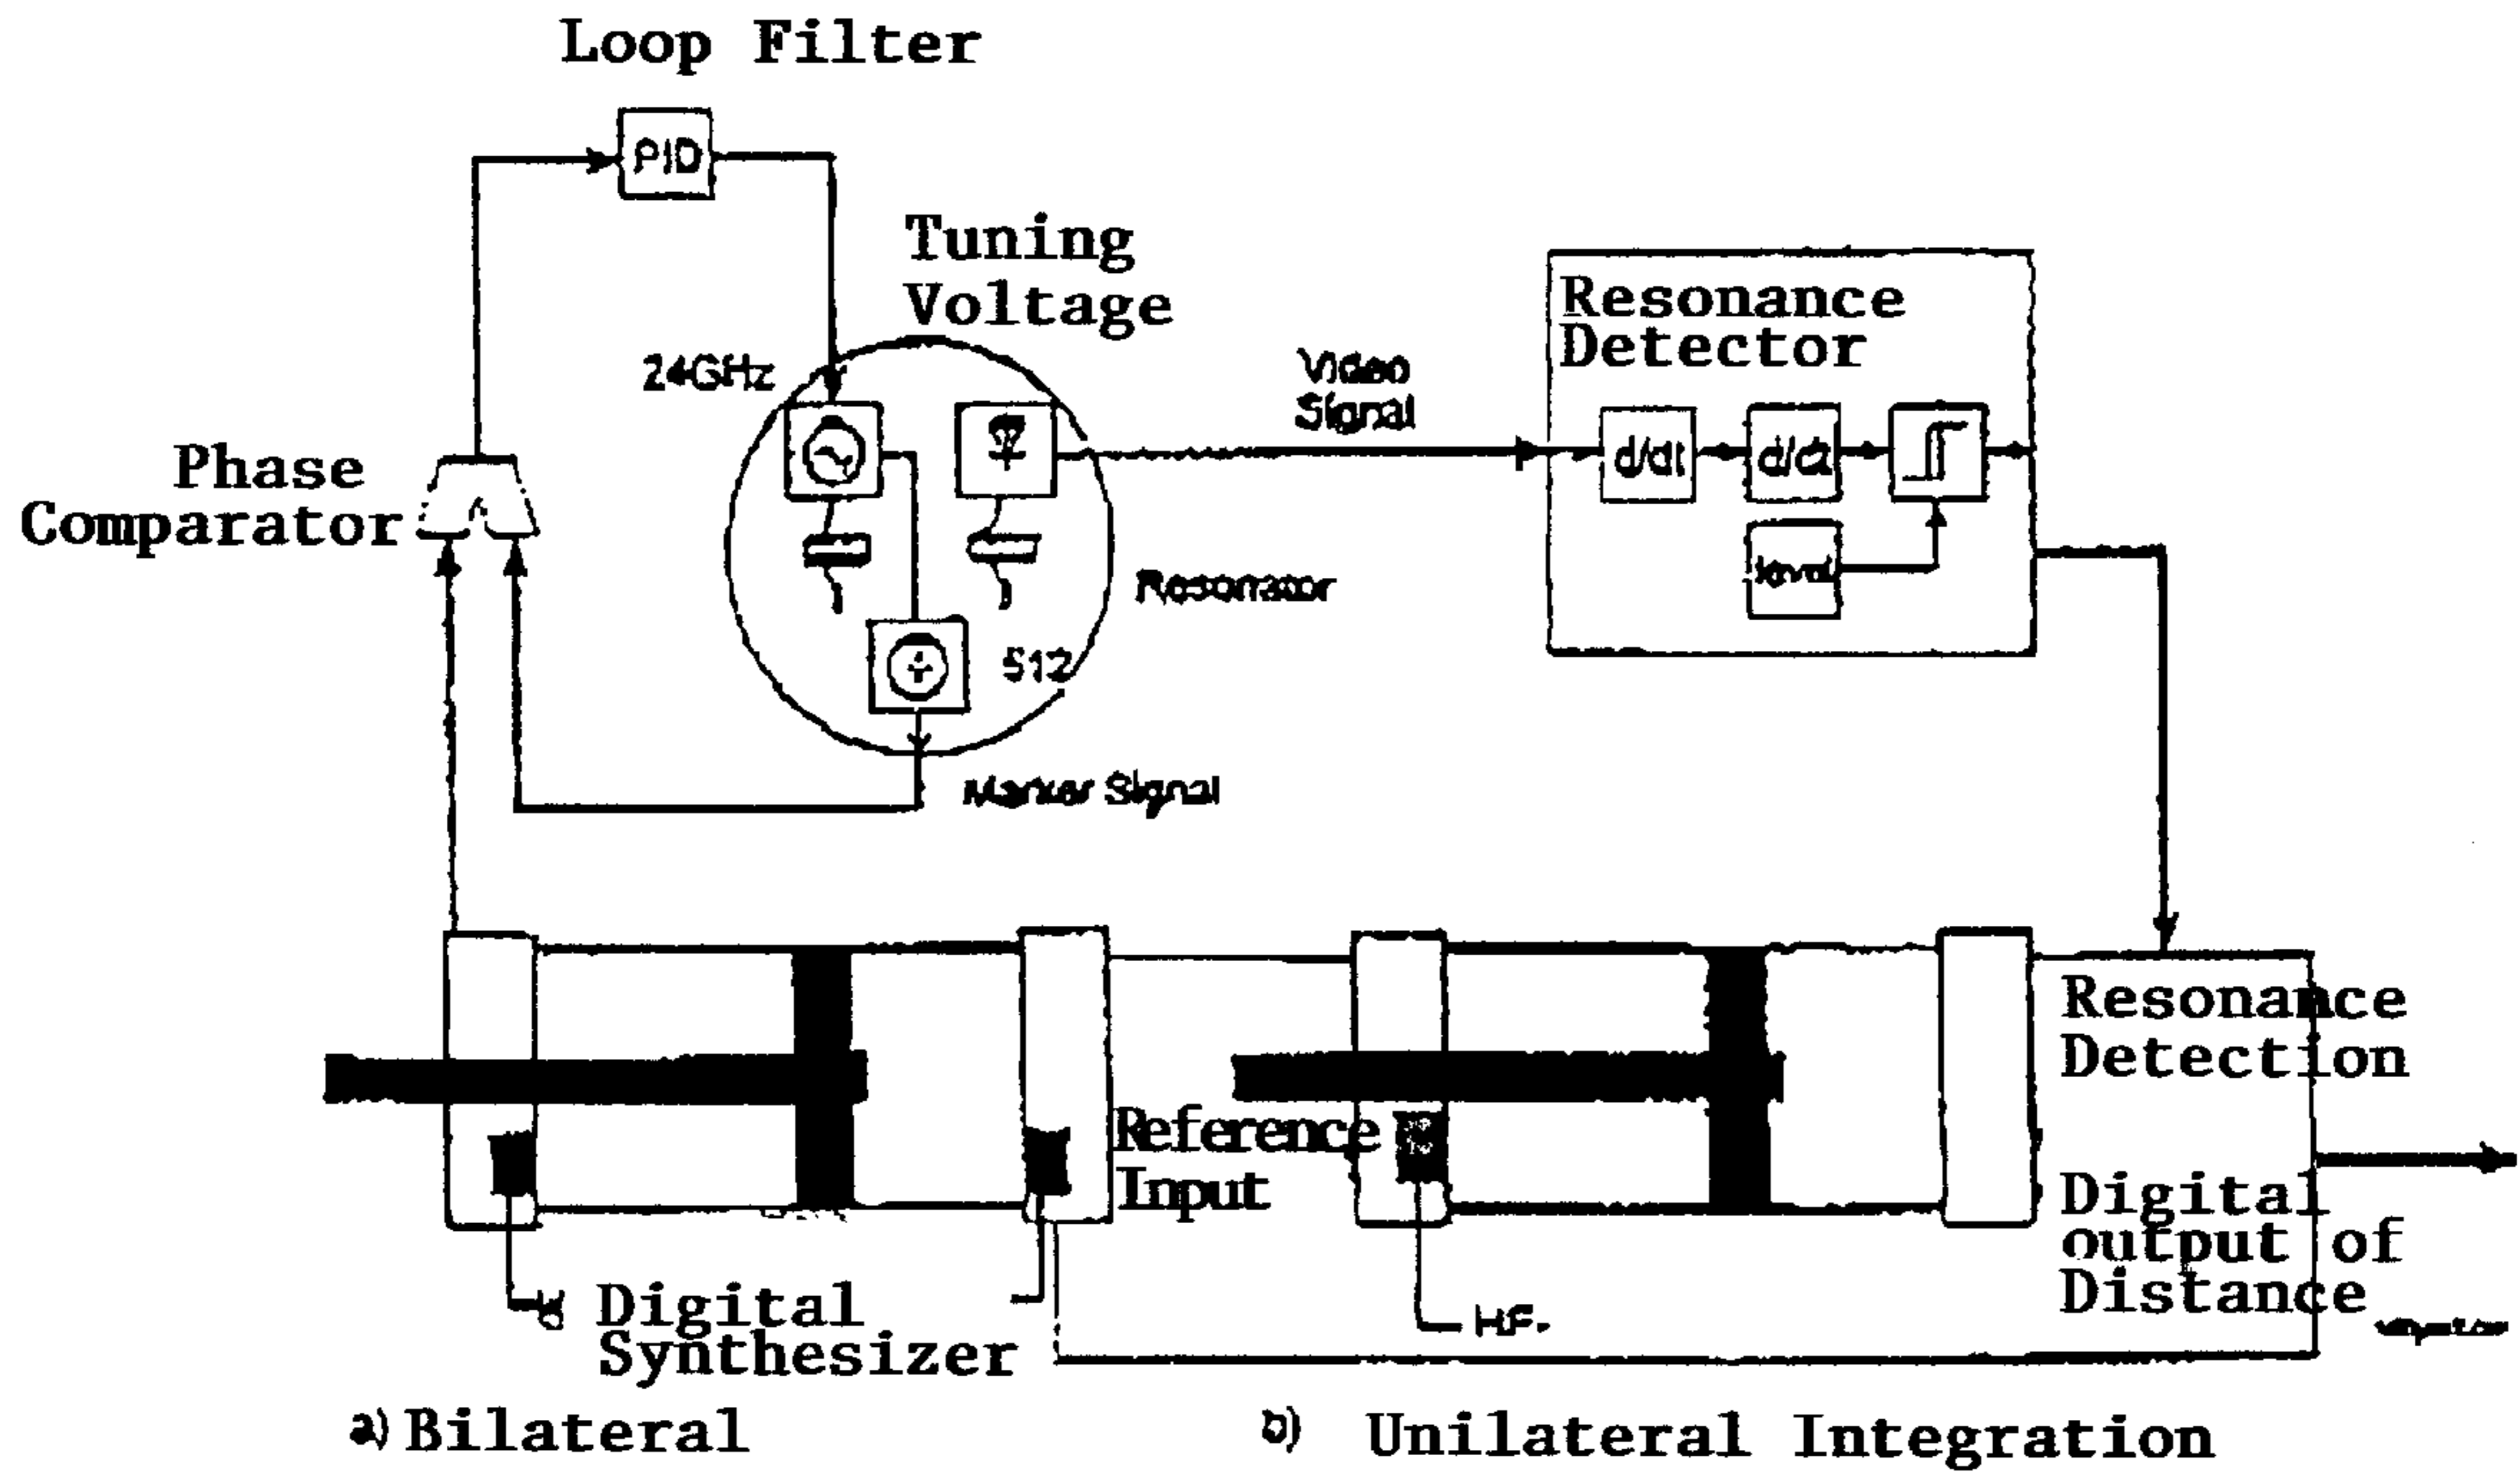 Loop Filter
PID
Tuning
Voltage
24GHz
Resonance
Detector
Video
Signal
d/dt
d/dt
Phase
Comparator
Resonator
512
Marker Signal
Resonance
Detection
Reference
Input
Digital
output of
Distance
Digital
Synthesizer
HF.
a) Bilateral
b) Unilateral Integration